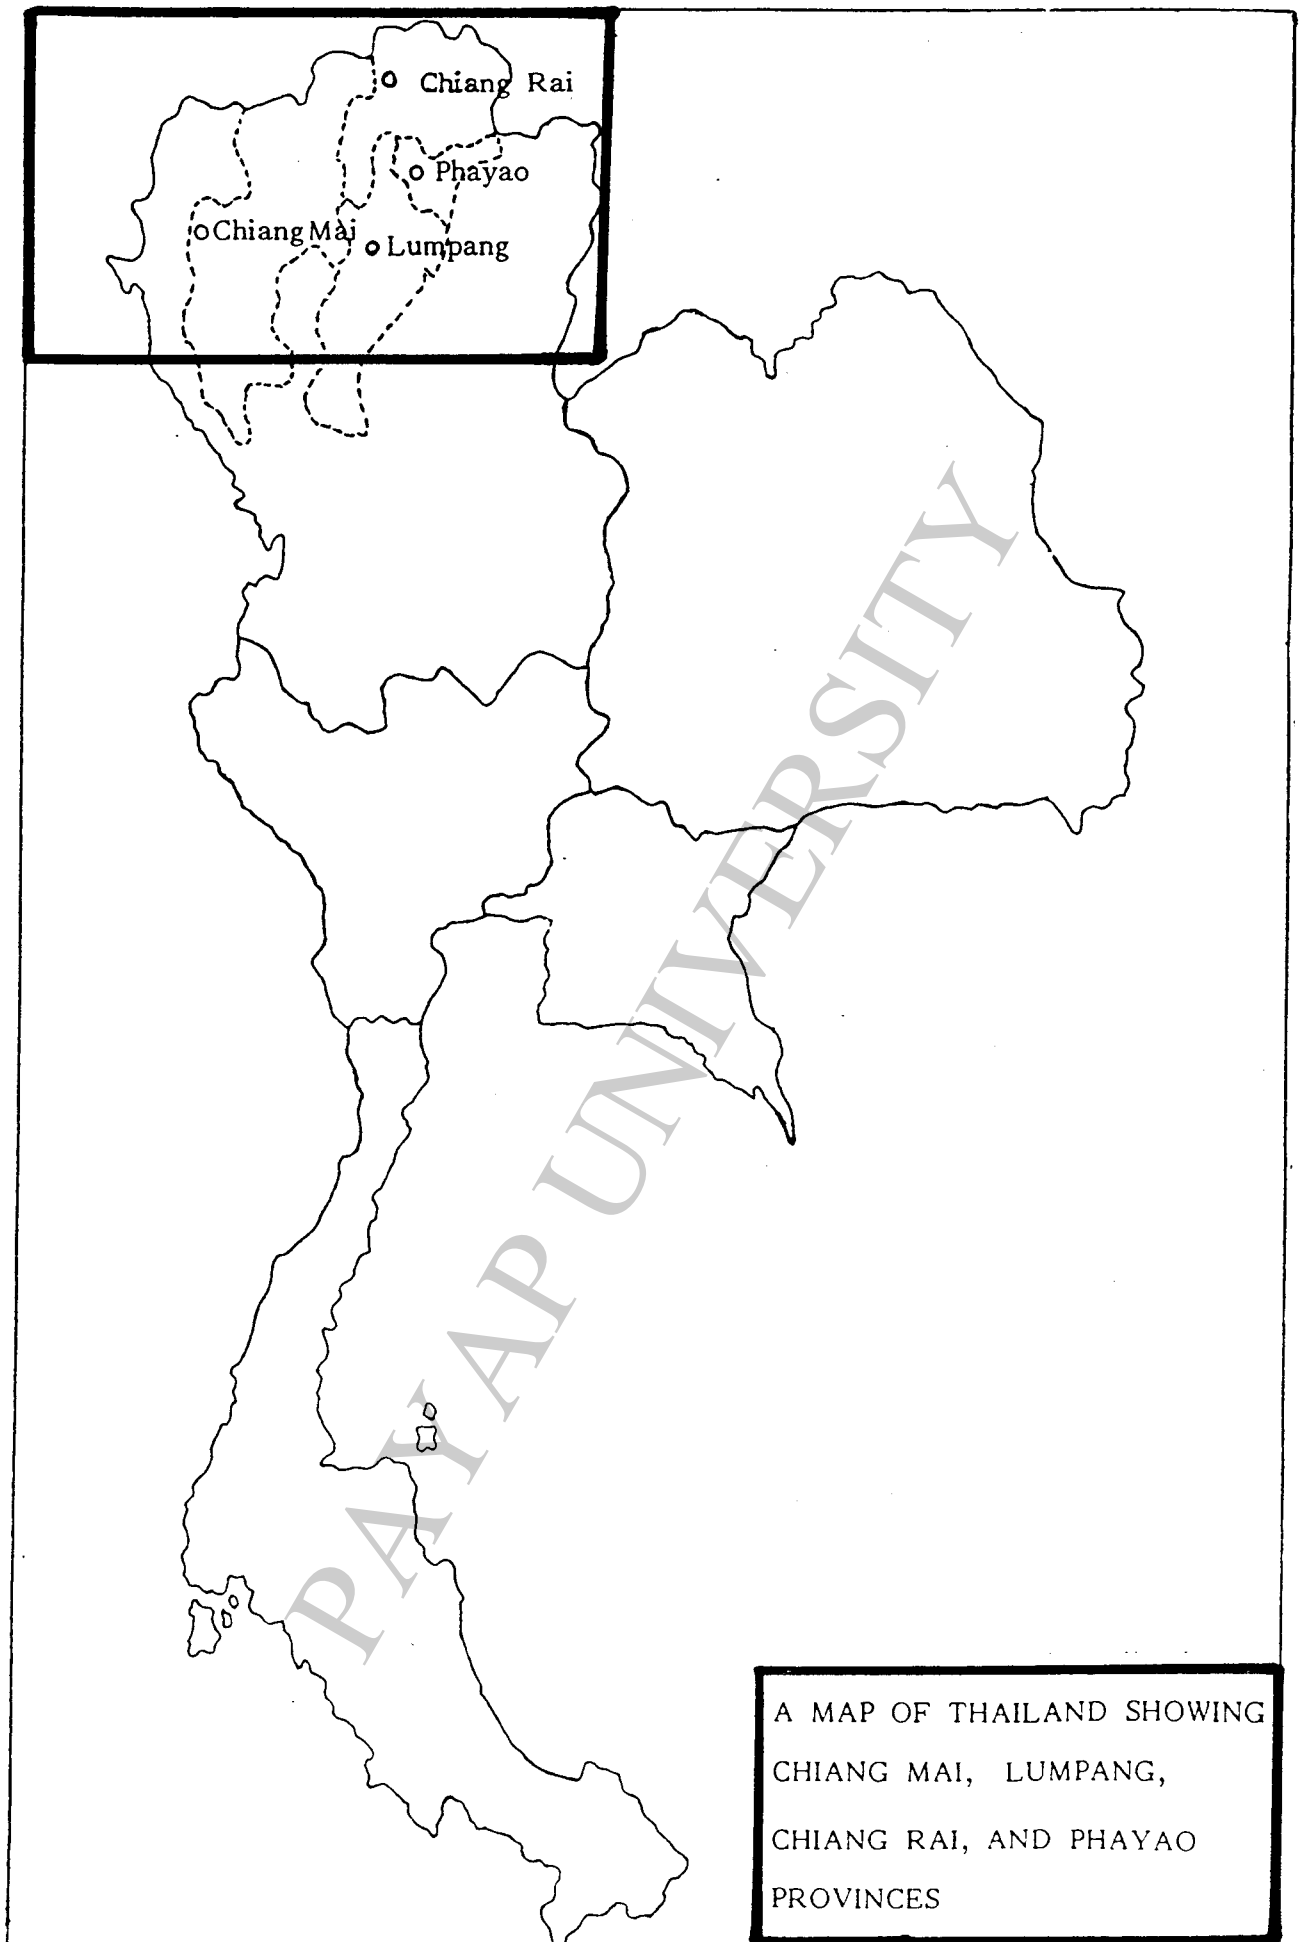 Chiang Rai
Phayao
Chiang Mai
Lumpang
PAYAP UNIVERSITY
A MAP OF THAILAND SHOWING
CHIANG MAI, LUMPANG,
CHIANG RAI, AND PHAYAO
PROVINCES